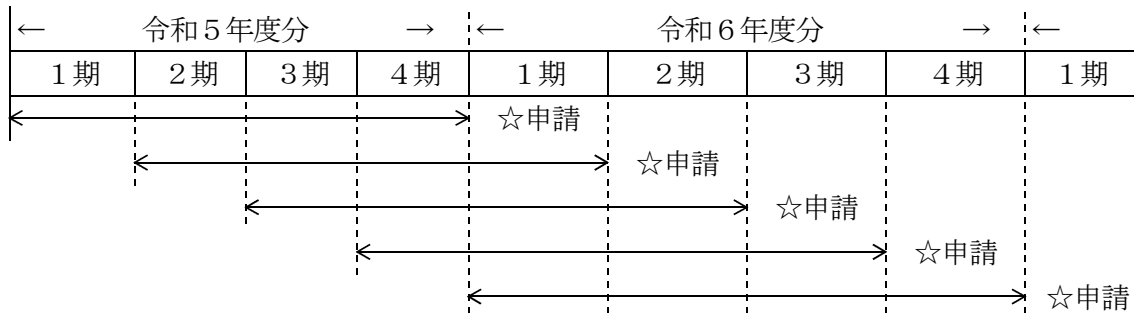 ← 令和５年度分 → ← 令和６年度分 → ←
１期 ２期 ３期 ４期 １期 ２期 ３期 ４期 １期
☆申請
☆申請
☆申請
☆申請
☆申請